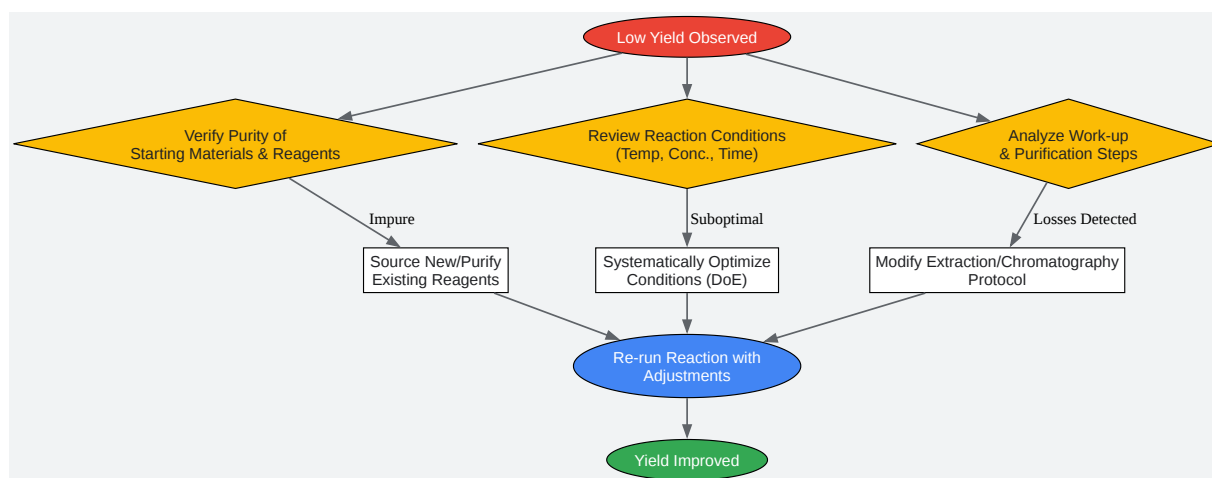 Low Yield Observed
Verify Purity of
Starting Materials & Reagents
Review Reaction Conditions
(Temp, Conc., Time)
Analyze Work-up
& Purification Steps
Impure
Suboptimal
Losses Detected
Source New/Purify
Existing Reagents
Systematically Optimize
Conditions (DoE)
Modify Extraction/Chromatography
Protocol
Re-run Reaction with
Adjustments
Yield Improved